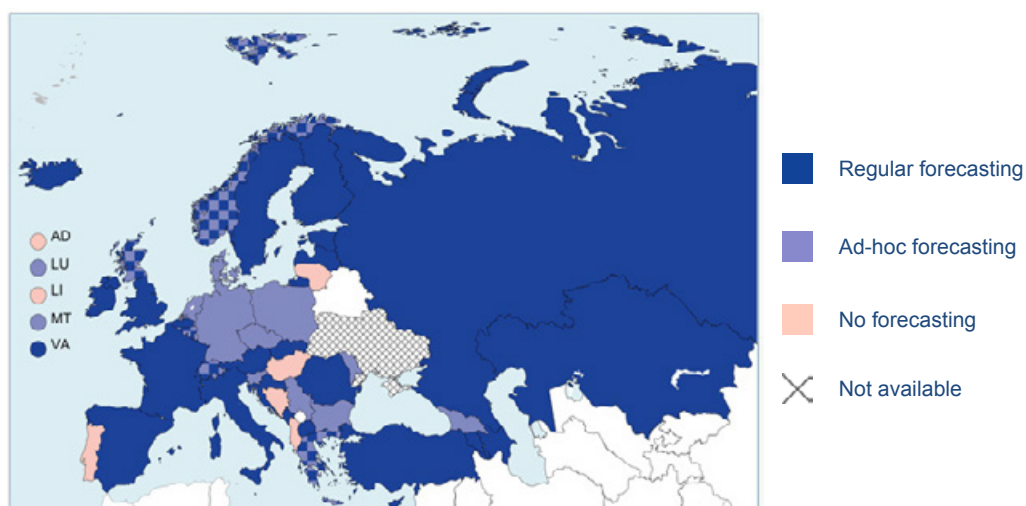 AD
LU
LI
MT
VA
Regular forecasting
Ad-hoc forecasting
No forecasting
Not available